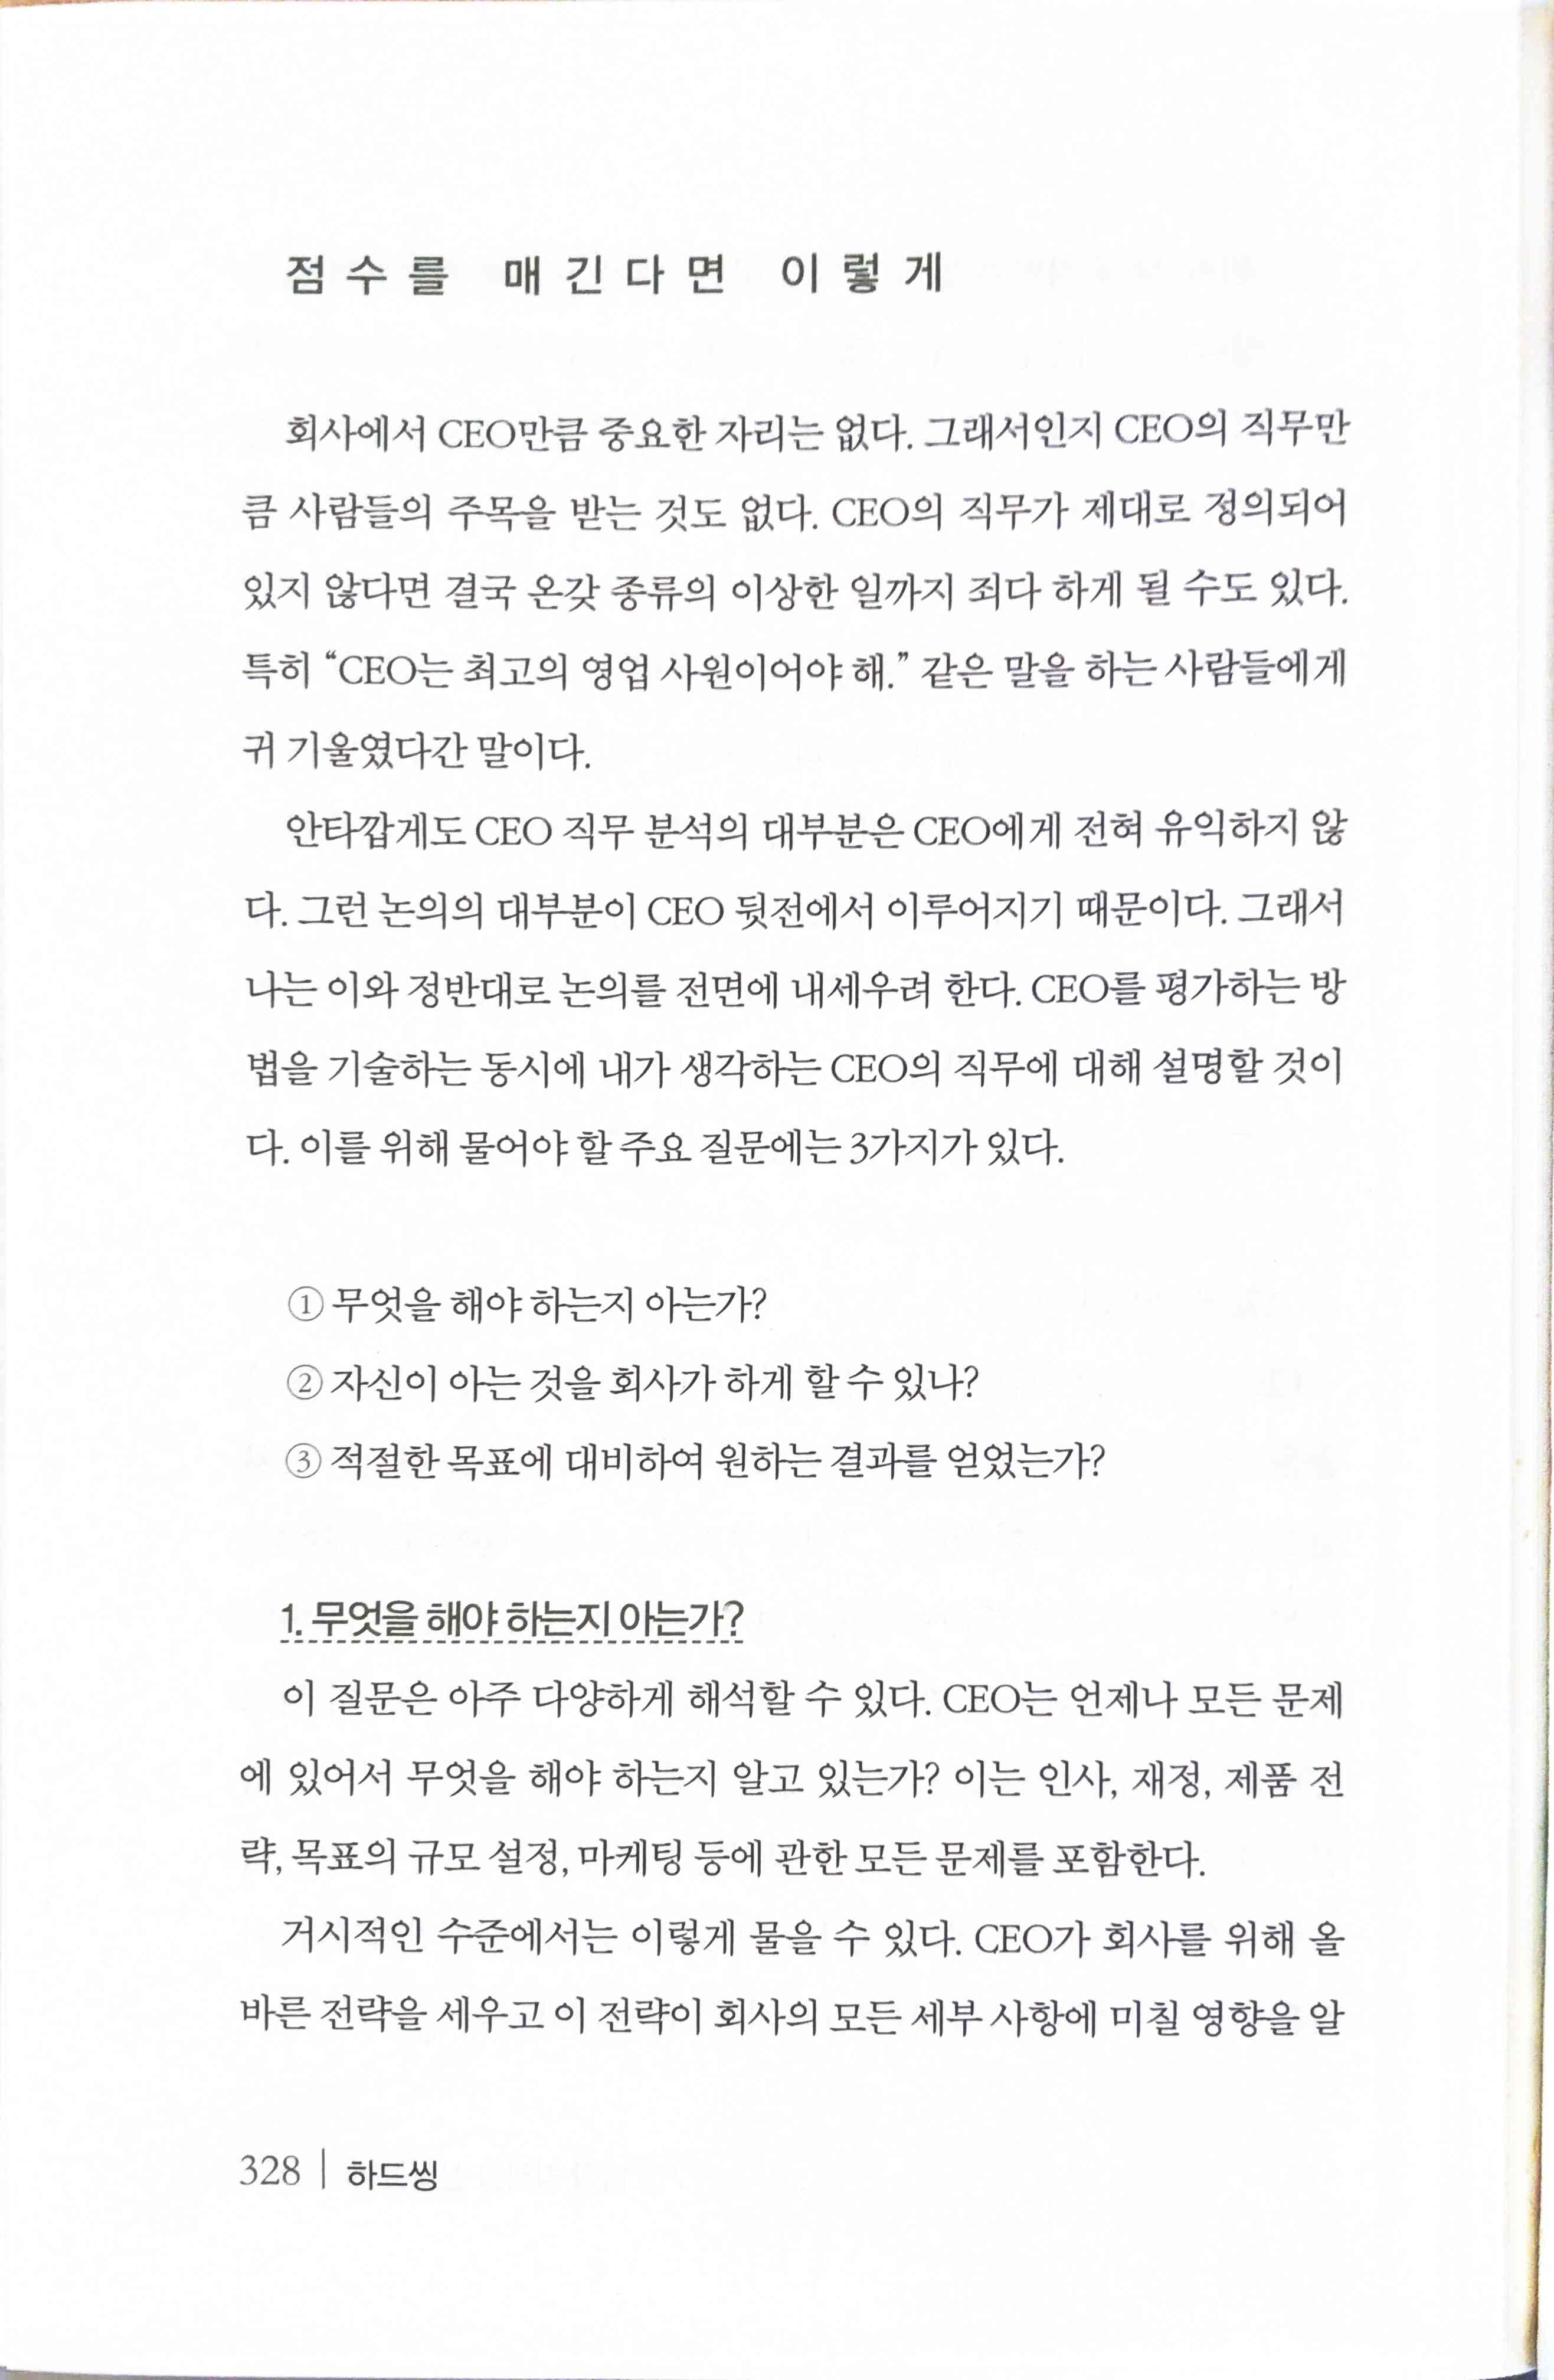 점수를 매긴다면 이렇게
회사에서 CEO만큼 중요한 자리는 없다. 그래서인지 CEO의 직무만
큼 사람들의 주목을 받는 것도 없다. CEO의 직무가 제대로 정의되어
있지 않다면 결국 온갖 종류의 이상한 일까지 죄다 하게 될 수도 있다.
특히 “CEO는 최고의 영업 사원이어야 해.” 같은 말을 하는 사람들에게
귀 기울였다간 말이다.
안타깝게도 CEO 직무 분석의 대부분은 CEO에게 전혀 유익하지 않
다. 그런 논의의 대부분이 CEO 뒷전에서 이루어지기 때문이다. 그래서
나는 이와 정반대로 논의를 전면에 내세우려 한다. CEO를 평가하는 방
법을 기술하는 동시에 내가 생각하는 CEO의 직무에 대해 설명할 것이
다. 이를 위해 물어야 할 주요 질문에는 3가지가 있다.
① 무엇을 해야 하는지 아는가?
② 자신이 아는 것을 회사가 하게 할 수 있나?
③ 적절한 목표에 대비하여 원하는 결과를 얻었는가?
1. 무엇을 해야 하는지 아는가?
이 질문은 아주 다양하게 해석할 수 있다. CEO는 언제나 모든 문제
에 있어서 무엇을 해야 하는지 알고 있는가? 이는 인사, 재정, 제품 전
략, 목표의 규모 설정, 마케팅 등에 관한 모든 문제를 포함한다.
거시적인 수준에서는 이렇게 물을 수 있다. CEO가 회사를 위해 올
바른 전략을 세우고 이 전략이 회사의 모든 세부 사항에 미칠 영향을 알
328 | 하드씽